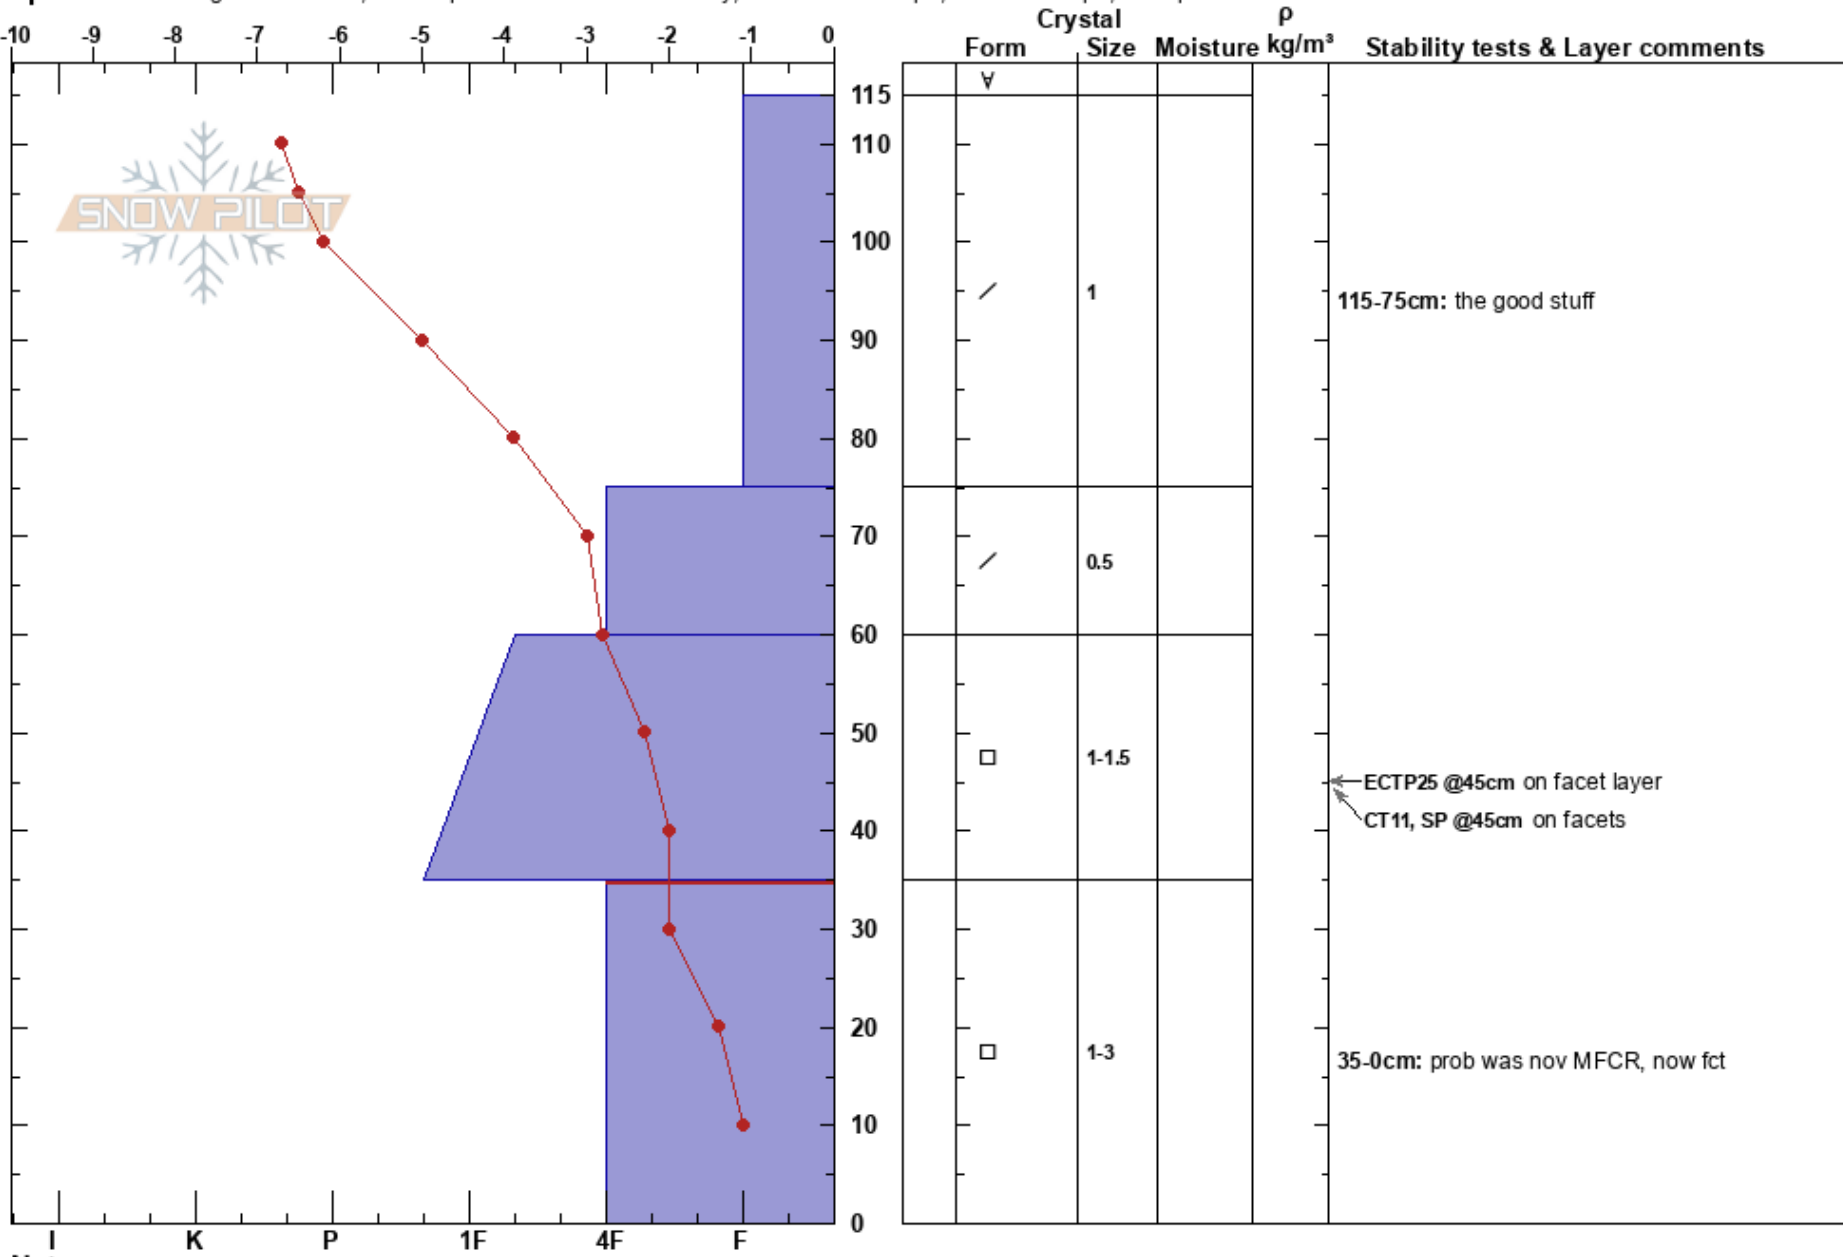 -10 -9 -8 -7 -6 -5 -4 -3 -2 -1 0
Crystal
ρ
Form Size Moisture kg/m³ Stability tests & Layer comments
115
110
SNOW PILOT
100
1
115-75cm: the good stuff
90
80
70
0.5
60
50
1-1.5
ECTP25 @45cm on facet layer
40
CT11, SP @45cm on facets
30
20
1-3
35-0cm: prob was nov MFCR, now fct
10
0
I K P 1F 4F F